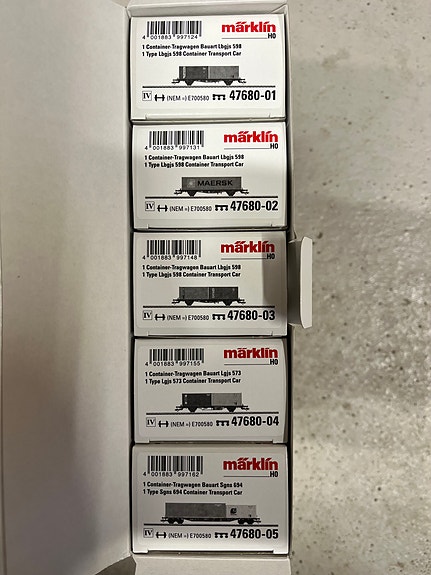 4 001883 997124
märklín
H0
1 Container-Tragwagen Bauart Lbgjs 598
1 Type Lbgjs 598 Container Transport Car
IV (NEM ≈) E700580 47680-01
4 001883 997131
märklín
H0
1 Container-Tragwagen Bauart Lbgjs 598
1 Type Lbgjs 598 Container Transport Car
MAERSK
IV (NEM ≈) E700580 47680-02
4 001883 997148
märklín
H0
1 Container-Tragwagen Bauart Lbgjs 598
1 Type Lbgjs 598 Container Transport Car
IV (NEM ≈) E700580 47680-03
4 001883 997155
märklín
H0
1 Container-Tragwagen Bauart Lgjs 573
1 Type Lgjs 573 Container Transport Car
IV (NEM ≈) E700580 47680-04
4 001883 997162
märklín
H0
1 Container-Tragwagen Bauart Sgns 694
1 Type Sgns 694 Container Transport Car
IV (NEM ≈) E700580 47680-05